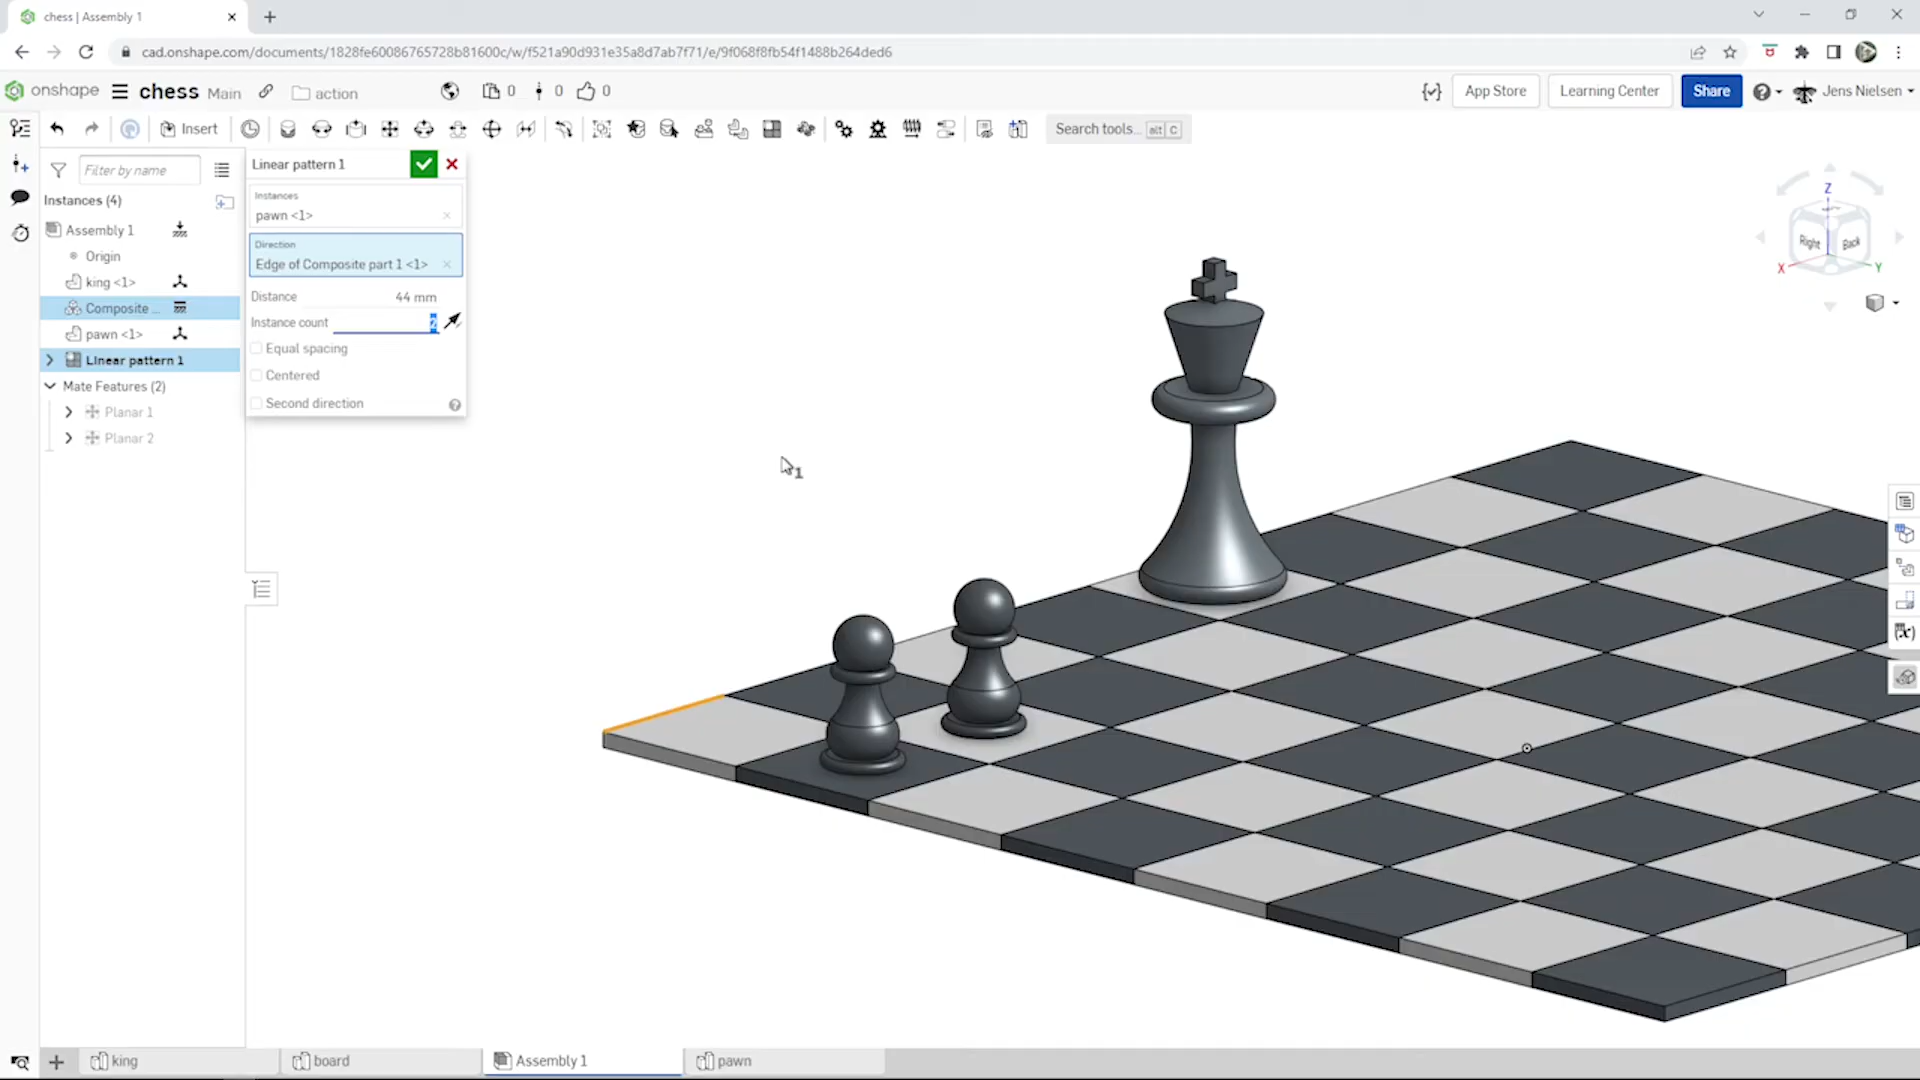 chess | Assembly 1
cad.onshape.com/documents/1828fe60086765728b81600c/w/f521a90d931e35a8d7ab7f71/e/9f068f8fb54f1488b264ded6
onshape chess Main action 0 0 0 App Store Learning Center Share Jens Nielsen
Insert Search tools... alt C
Filter by name
Instances (4)
Assembly 1
Origin
king <1>
Composite ...
pawn <1>
Linear pattern 1
Mate Features (2)
Planar 1
Planar 2
Linear pattern 1
Instances
pawn <1>
Direction
Edge of Composite part 1 <1>
Distance 44 mm
Instance count 2
Equal spacing
Centered
Second direction
1
Z
Right Back
X Y
(x)
king board Assembly 1 pawn